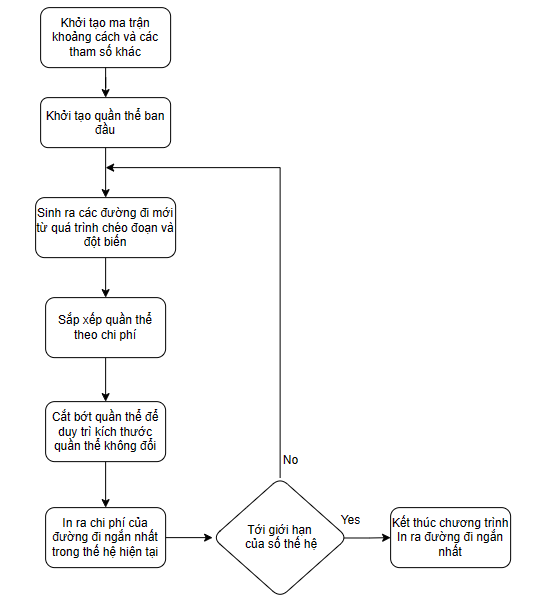 Khởi tạo ma trận
khoảng cách và các
tham số khác
Khởi tạo quần thể ban
đầu
Sinh ra các đường đi mới
từ quá trình chéo đoạn và
đột biến
Sắp xếp quần thể
theo chi phí
Cắt bớt quần thể để
duy trì kích thước
quần thể không đổi
In ra chi phí của
đường đi ngắn nhất
trong thế hệ hiện tại
Tới giới hạn
của số thế hệ
No
Yes
Kết thúc chương trình
In ra đường đi ngắn
nhất